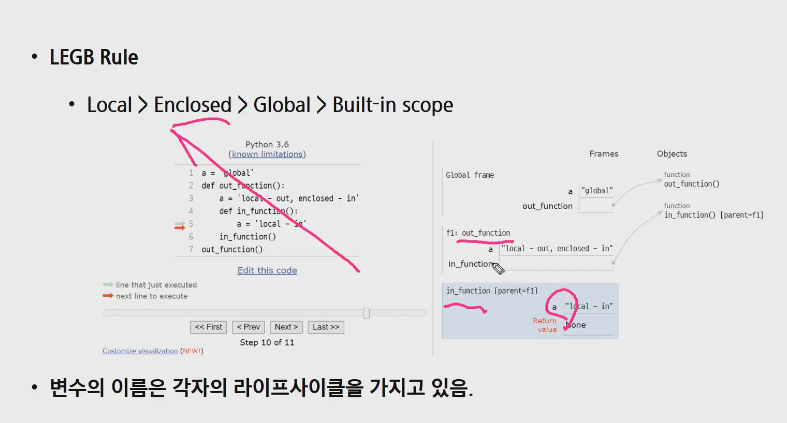 • LEGB Rule
• Local > Enclosed > Global > Built-in scope
Python 3.6
(known limitations)
1 a = 'global'
2 def out_function():
3 a = 'local - out, enclosed - in'
4 def in_function():
5 a = 'local - in'
6 in_function()
7 out_function()
Edit this code
line that just executed
next line to execute
<< First < Prev Next > Last >>
Step 10 of 11
Customize visualization (NEW!)
Frames Objects
Global frame
a "global"
out_function
function
out_function()
function
in_function() [parent=f1]
f1: out_function
a "local - out, enclosed - in"
in_function
in_function [parent=f1]
a "local - in"
Return
value None
• 변수의 이름은 각자의 라이프사이클을 가지고 있음.